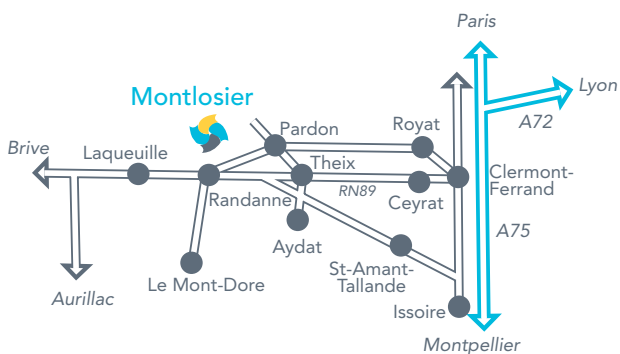 Paris
Lyon
A72
Montlosier
Pardon
Royat
Brive
Laqueuille
Theix
Clermont-
Ferrand
RN89
Randanne
Ceyrat
A75
Aydat
St-Amant-
Tallande
Le Mont-Dore
Aurillac
Issoire
Montpellier